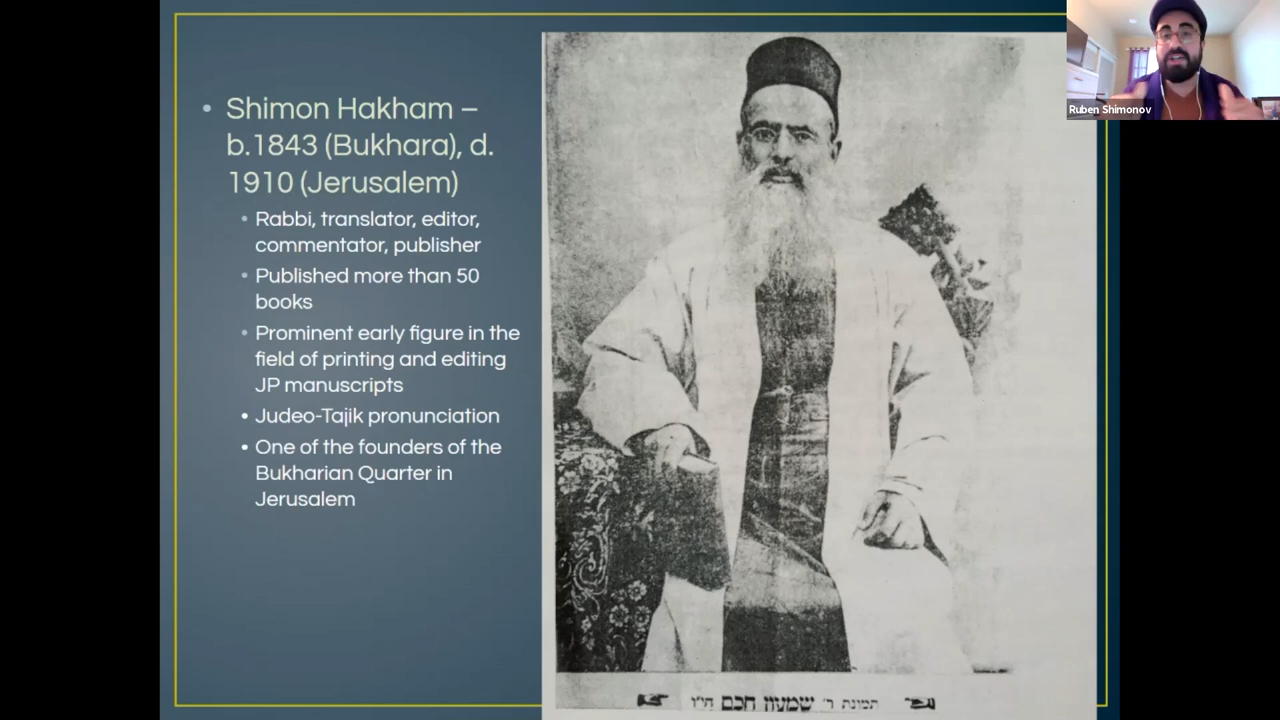 Shimon Hakham –
b.1843 (Bukhara), d.
1910 (Jerusalem)
Rabbi, translator, editor,
commentator, publisher
Published more than 50
books
Prominent early figure in the
field of printing and editing
JP manuscripts
Judeo-Tajik pronunciation
One of the founders of the
Bukharian Quarter in
Jerusalem
תמונת ר׳ שמעון חכם הי״ו
Ruben Shimonov